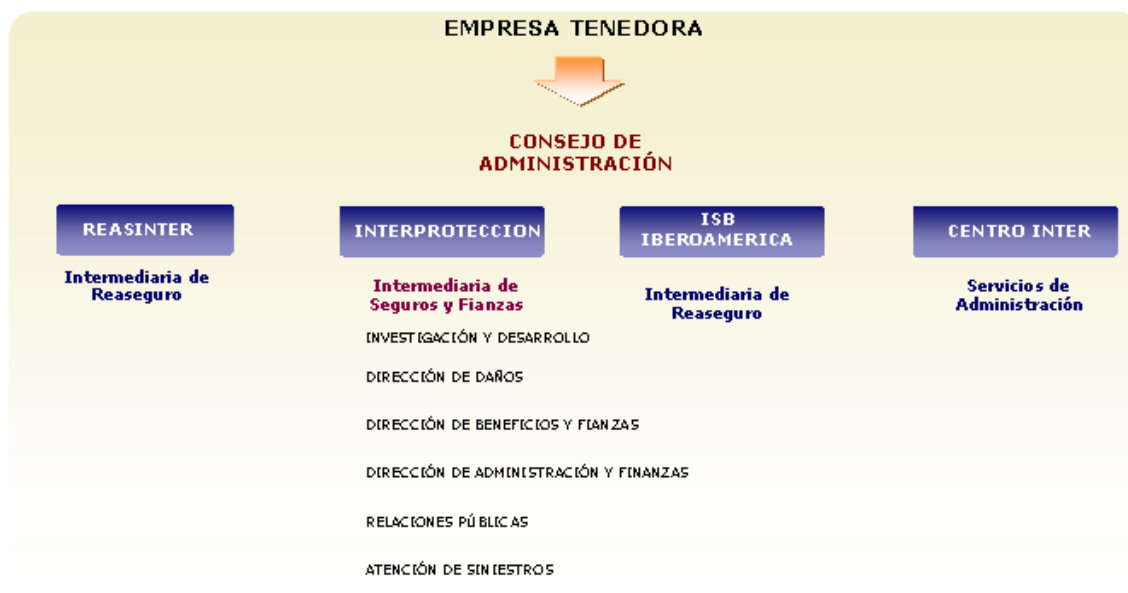 EMPRESA TENEDORA
CONSEJO DE
ADMINISTRACIÓN
REASINTER
Intermediaria de
Reaseguro
INTERPROTECCION
Intermediaria de
Seguros y Fianzas
INVESTIGACIÓN Y DESARROLLO
DIRECCIÓN DE DAÑOS
DIRECCIÓN DE BENEFICIOS Y FIANZAS
DIRECCIÓN DE ADMINISTRACIÓN Y FINANZAS
RELACIONES PÚBLICAS
ATENCIÓN DE SINIESTROS
ISB
IBEROAMERICA
Intermediaria de
Reaseguro
CENTRO INTER
Servicios de
Administración